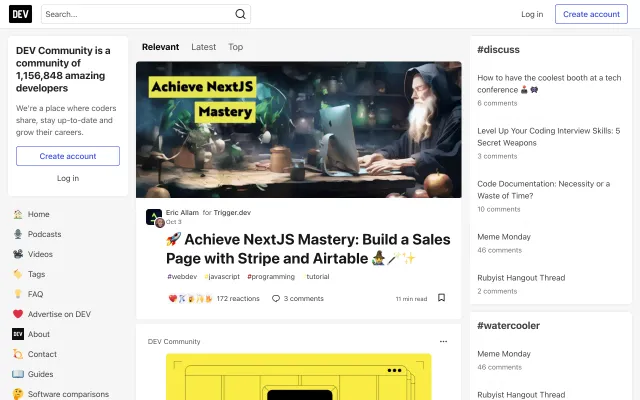 DEV
Search...
Log in
Create account
DEV Community is a
community of
1,156,848 amazing
developers
We're a place where coders
share, stay up-to-date and
grow their careers.
Create account
Log in
Home
Podcasts
Videos
Tags
FAQ
Advertise on DEV
DEV
About
Contact
Guides
Software comparisons
Relevant
Latest
Top
Achieve NextJS
Mastery
Eric Allam for Trigger.dev
Oct 3
🚀 Achieve NextJS Mastery: Build a Sales
Page with Stripe and Airtable 🧙‍♂️🪄✨
#webdev #javascript #programming #tutorial
172 reactions
3 comments
11 min read
DEV Community
#discuss
How to have the coolest booth at a tech
conference 🕹️ 👾
6 comments
Level Up Your Coding Interview Skills: 5
Secret Weapons
3 comments
Code Documentation: Necessity or a
Waste of Time?
10 comments
Meme Monday
46 comments
Rubyist Hangout Thread
2 comments
#watercooler
Meme Monday
46 comments
Rubyist Hangout Thread